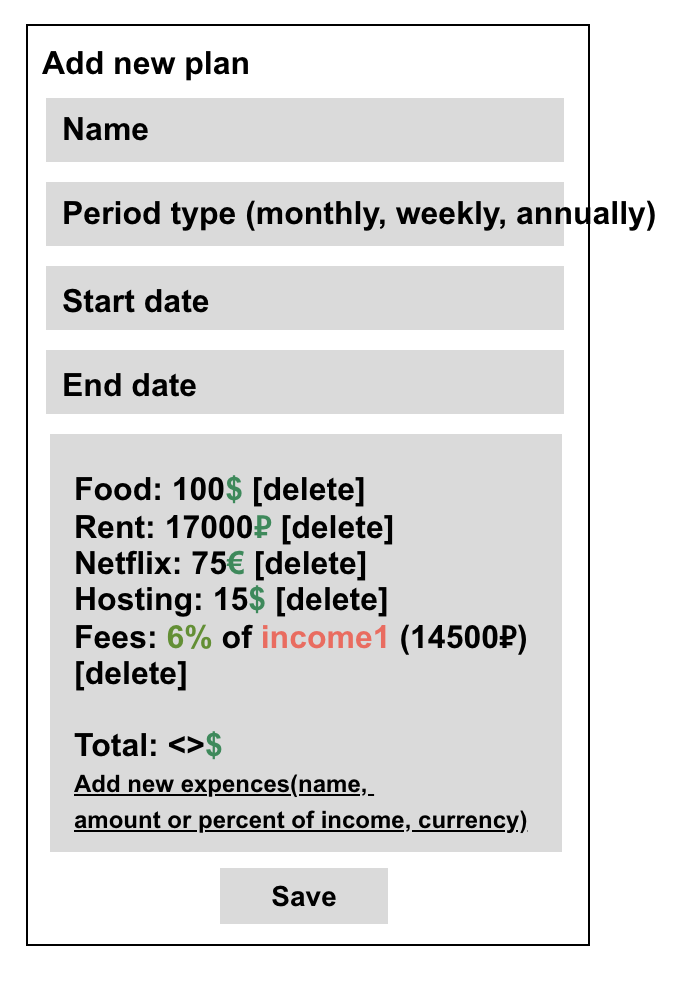 Add new plan
Name
Period type (monthly, weekly, annually)
Start date
End date
Food: 100$ [delete]
Rent: 17000₽ [delete]
Netflix: 75€ [delete]
Hosting: 15$ [delete]
Fees: 6% of income1 (14500₽)
[delete]
Total: <>$
Add new expences(name,
amount or percent of income, currency)
Save